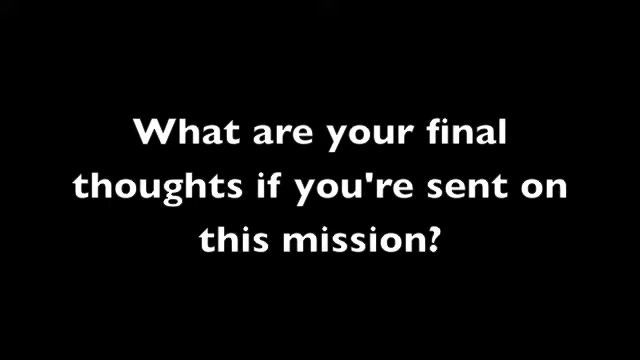 What are your final
thoughts if you're sent on
this mission?